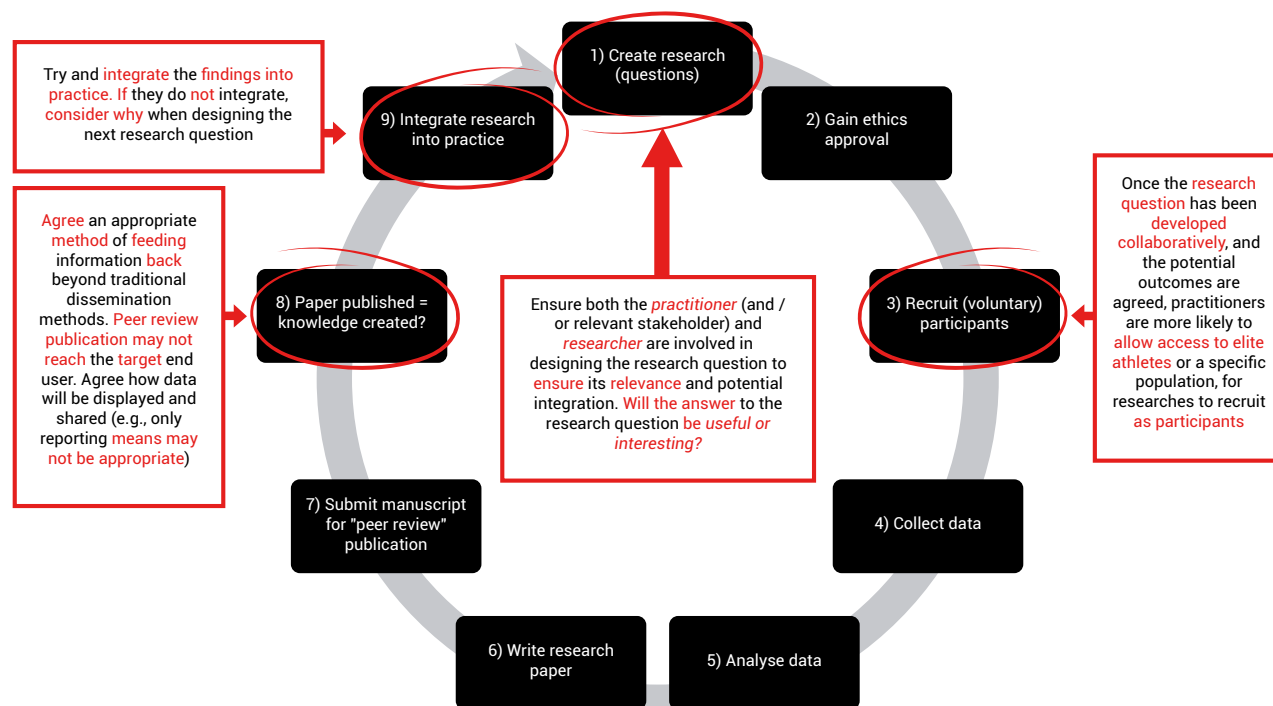 1) Create research
(questions)
2) Gain ethics
approval
3) Recruit (voluntary)
participants
4) Collect data
5) Analyse data
6) Write research
paper
7) Submit manuscript
for "peer review"
publication
8) Paper published =
knowledge created?
9) Integrate research
into practice
Try and integrate the findings into
practice. If they do not integrate,
consider why when designing the
next research question
Agree an appropriate
method of feeding
information back
beyond traditional
dissemination
methods. Peer review
publication may not
reach the target end
user. Agree how data
will be displayed and
shared (e.g., only
reporting means may
not be appropriate)
Ensure both the practitioner (and /
or relevant stakeholder) and
researcher are involved in
designing the research question to
ensure its relevance and potential
integration. Will the answer to the
research question be useful or
interesting?
Once the research
question has been
developed
collaboratively, and
the potential
outcomes are
agreed, practitioners
are more likely to
allow access to elite
athletes or a specific
population, for
researches to recruit
as participants